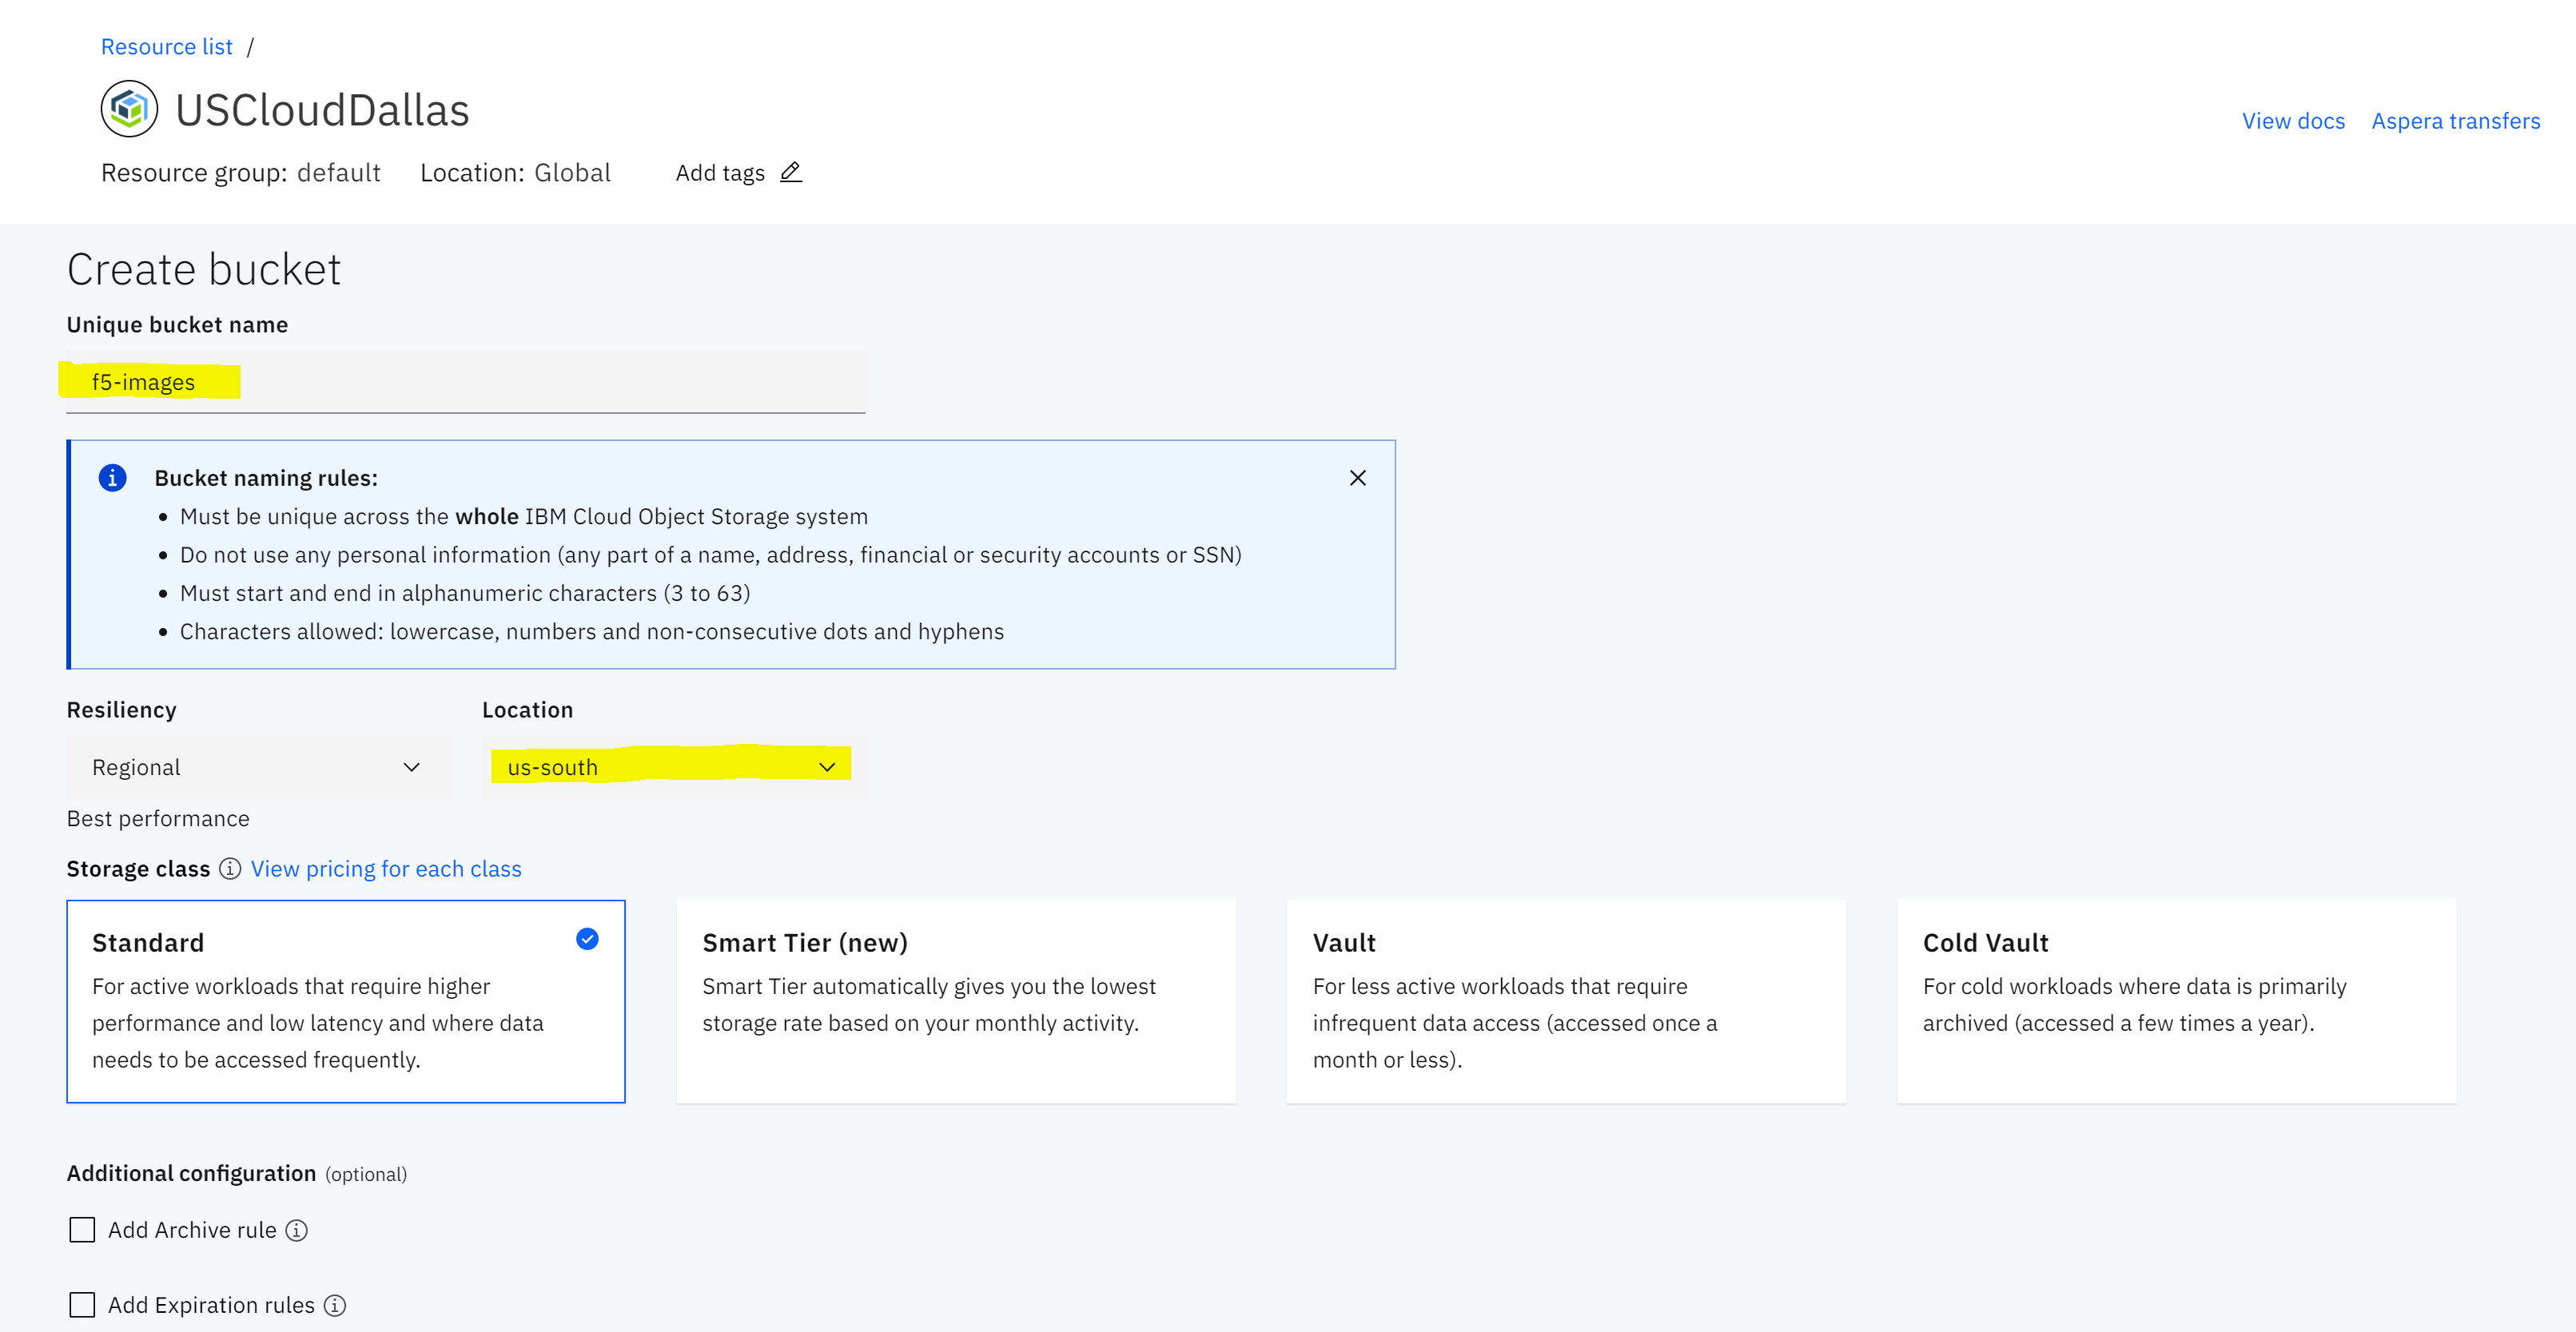 Resource list /
USCloudDallas
View docs Aspera transfers
Resource group: default Location: Global Add tags
Create bucket
Unique bucket name
f5-images
Bucket naming rules:
Must be unique across the whole IBM Cloud Object Storage system
Do not use any personal information (any part of a name, address, financial or security accounts or SSN)
Must start and end in alphanumeric characters (3 to 63)
Characters allowed: lowercase, numbers and non-consecutive dots and hyphens
Resiliency Location
Regional us-south
Best performance
Storage class View pricing for each class
Standard
For active workloads that require higher
performance and low latency and where data
needs to be accessed frequently.
Smart Tier (new)
Smart Tier automatically gives you the lowest
storage rate based on your monthly activity.
Vault
For less active workloads that require
infrequent data access (accessed once a
month or less).
Cold Vault
For cold workloads where data is primarily
archived (accessed a few times a year).
Additional configuration (optional)
Add Archive rule
Add Expiration rules